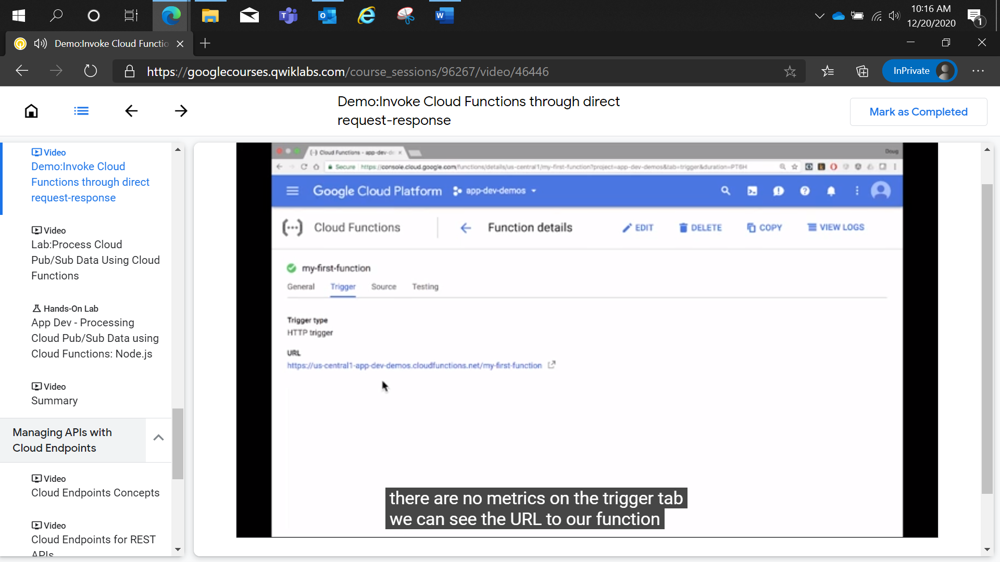 10:16 AM
12/20/2020
1
Demo:Invoke Cloud Functio
https://googlecourses.qwiklabs.com/course_sessions/96267/video/46446
InPrivate
Demo:Invoke Cloud Functions through direct
request-response
Mark as Completed
Video
Demo:Invoke Cloud
Functions through direct
request-response
Video
Lab:Process Cloud
Pub/Sub Data Using Cloud
Functions
Hands-On Lab
App Dev - Processing
Cloud Pub/Sub Data using
Cloud Functions: Node.js
Video
Summary
Managing APIs with
Cloud Endpoints
Video
Cloud Endpoints Concepts
Video
Cloud Endpoints for REST
APIs
Cloud Functions - app-dev-d
Doug
Secure https://console.cloud.google.com/functions/details/us-central1/my-first-function?project=app-dev-demos&tab=trigger&duration=PT6H
Google Cloud Platform
app-dev-demos
Cloud Functions
Function details
EDIT
DELETE
COPY
VIEW LOGS
my-first-function
General Trigger Source Testing
Trigger type
HTTP trigger
URL
https://us-central1-app-dev-demos.cloudfunctions.net/my-first-function
there are no metrics on the trigger tab
we can see the URL to our function